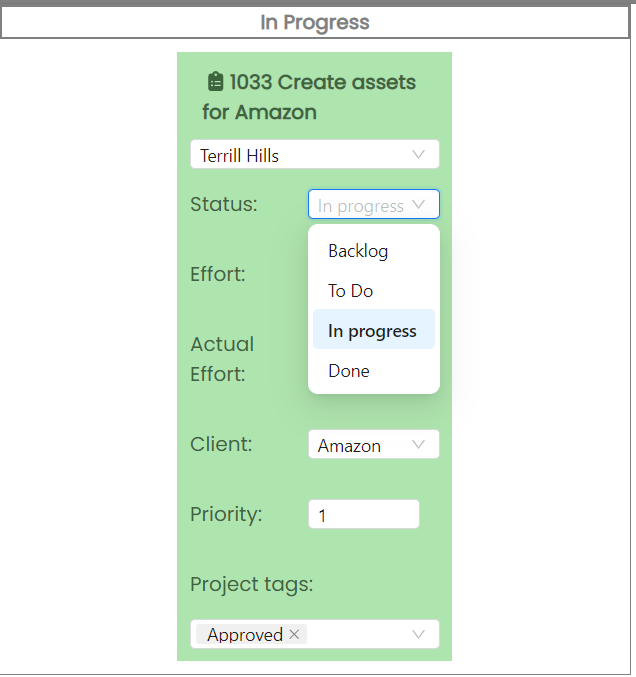 In Progress
1033 Create assets
for Amazon
Terrill Hills
Status:
In progress
Backlog
To Do
In progress
Done
Effort:
Actual
Effort:
Client:
Amazon
Priority:
1
Project tags:
Approved